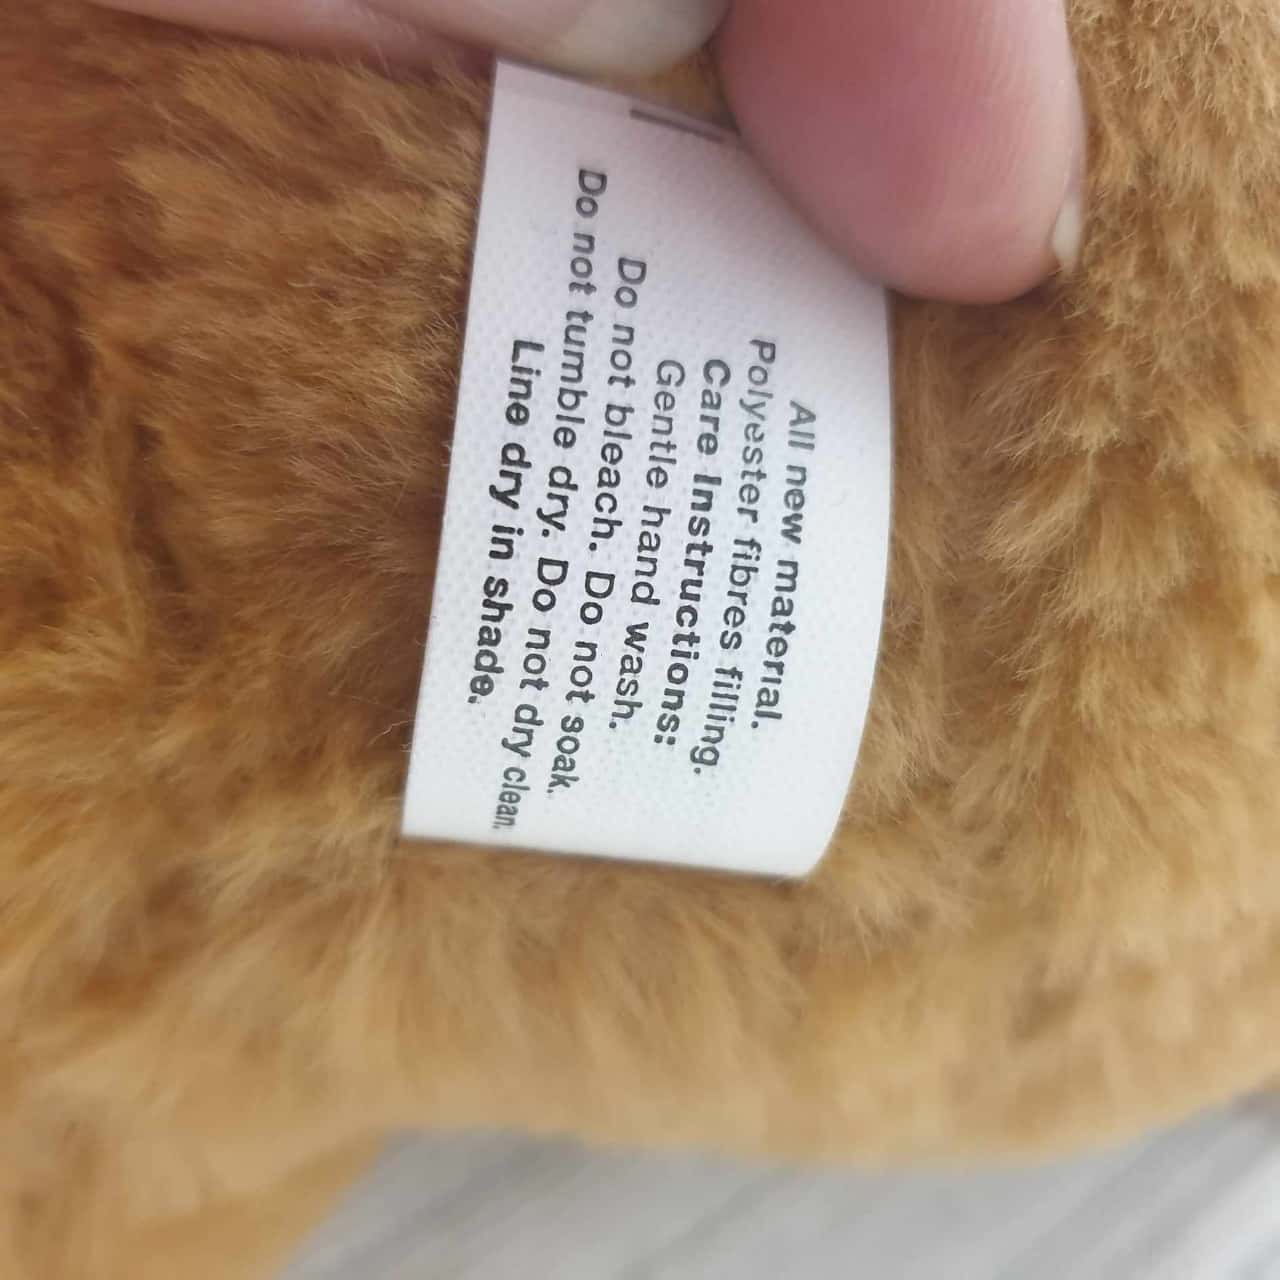 All new material.
Polyester fibres filling.
Care Instructions:
Gentle hand wash.
Do not bleach. Do not soak.
Do not tumble dry. Do not dry clean.
Line dry in shade.